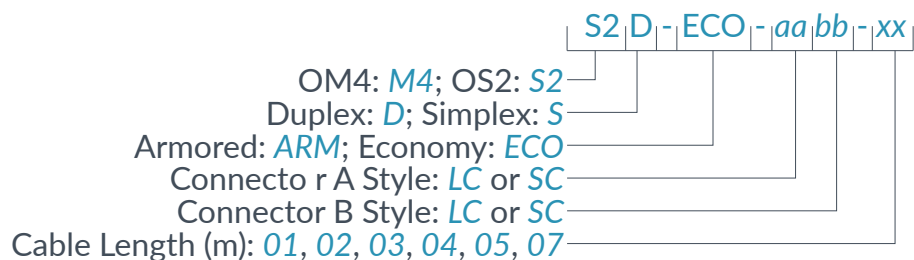 S2 D - ECO - aa bb - xx
OM4: M4; OS2: S2
Duplex: D; Simplex: S
Armored: ARM; Economy: ECO
Connecto r A Style: LC or SC
Connector B Style: LC or SC
Cable Length (m): 01, 02, 03, 04, 05, 07